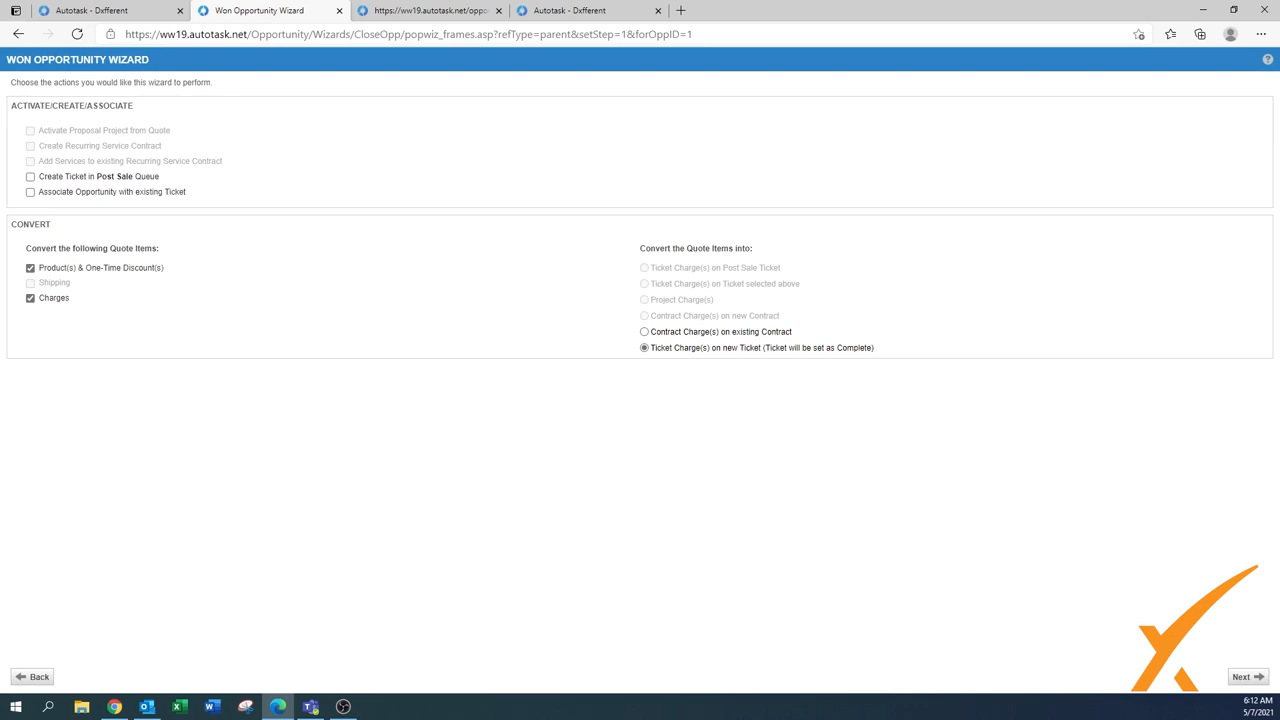 Autotask - Dxfferent
Won Opportunity Wizard
https://ww19.autotask.net/oppor
Autotask - Dxfferent
https://ww19.autotask.net/Opportunity/Wizards/CloseOpp/popwiz_frames.asp?refType=parent&setStep=1&forOppID=1
WON OPPORTUNITY WIZARD
Choose the actions you would like this wizard to perform.
ACTIVATE/CREATE/ASSOCIATE
Activate Proposal Project from Quote
Create Recurring Service Contract
Add Services to existing Recurring Service Contract
Create Ticket in Post Sale Queue
Associate Opportunity with existing Ticket
CONVERT
Convert the following Quote Items:
Product(s) & One-Time Discount(s)
Shipping
Charges
Convert the Quote Items into:
Ticket Charge(s) on Post Sale Ticket
Ticket Charge(s) on Ticket selected above
Project Charge(s)
Contract Charge(s) on new Contract
Contract Charge(s) on existing Contract
Ticket Charge(s) on new Ticket (Ticket will be set as Complete)
Back
Next
6:12 AM
5/7/2021